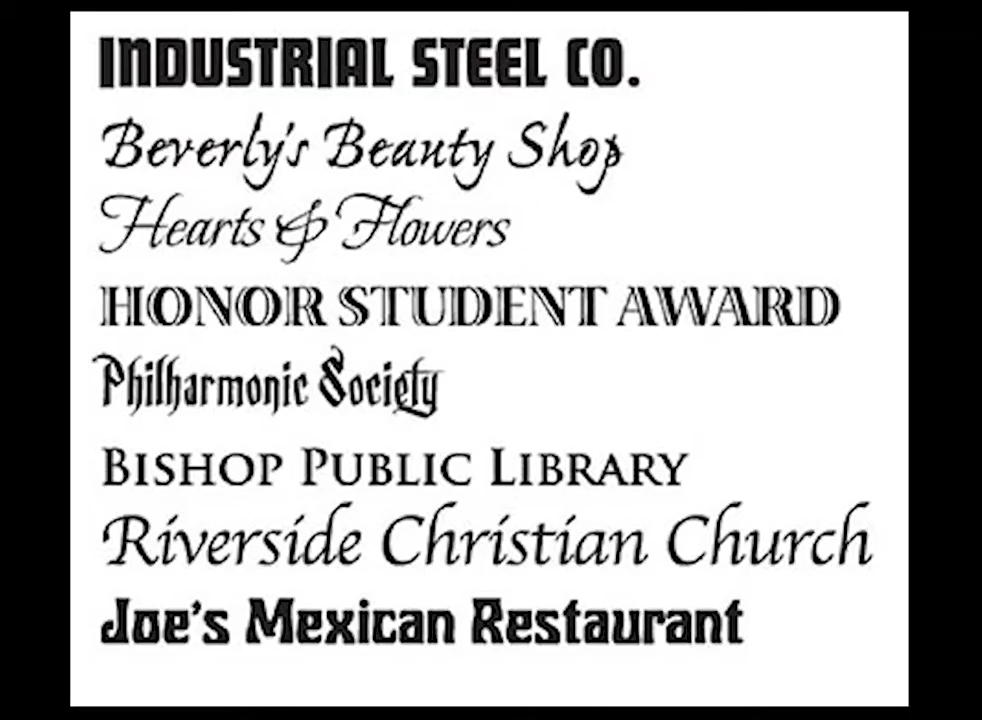 INDUSTRIAL STEEL CO.
Beverly's Beauty Shop
Hearts & Flowers
HONOR STUDENT AWARD
Philharmonic Society
BISHOP PUBLIC LIBRARY
Riverside Christian Church
Joe's Mexican Restaurant